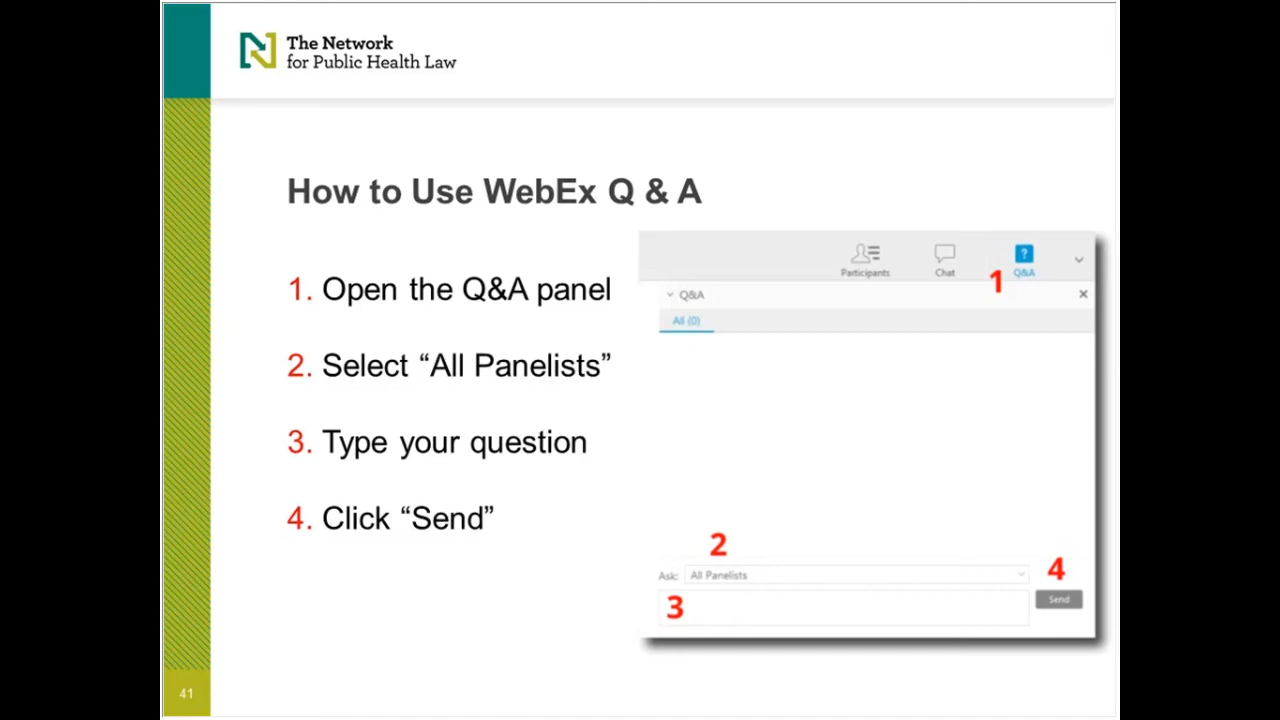 The Network
for Public Health Law
How to Use WebEx Q & A
1. Open the Q&A panel
2. Select “All Panelists”
3. Type your question
4. Click “Send”
Participants
Chat
?
Q&A
1
Q&A
All (0)
2
Ask: All Panelists
4
3
Send
41